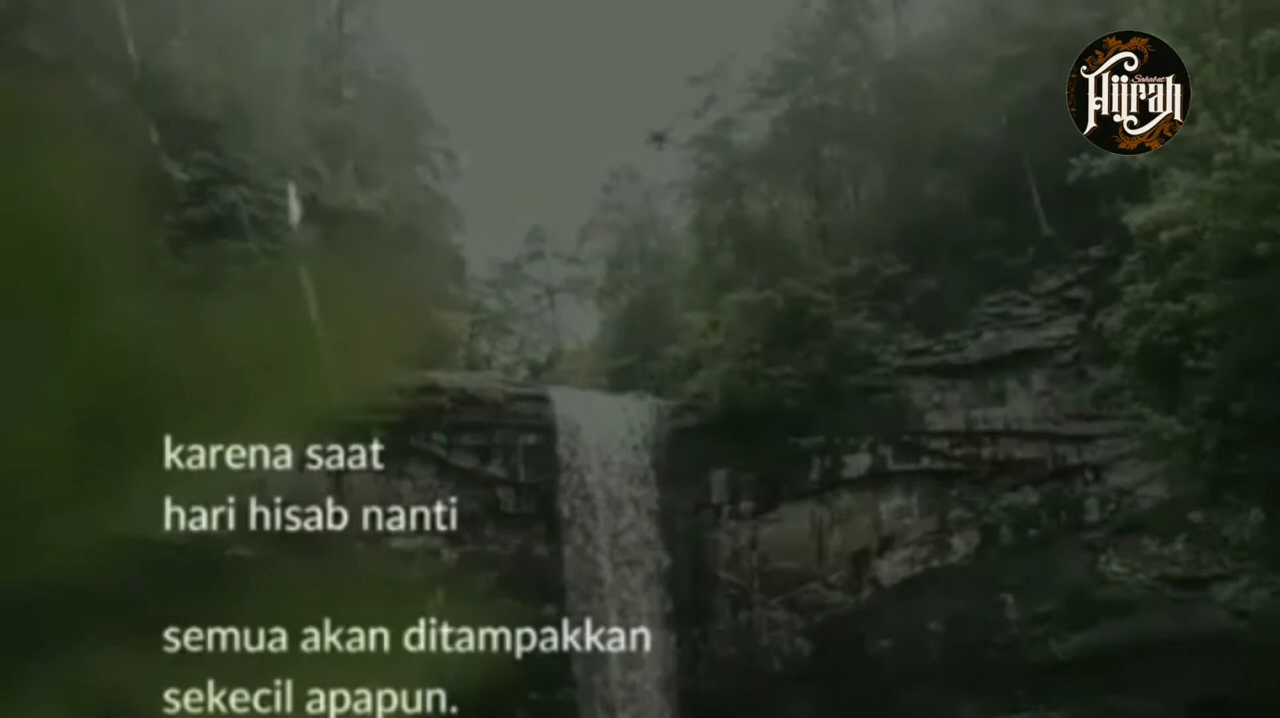 Sahabat
Hijrah
karena saat
hari hisab nanti
semua akan ditampakkan
sekecil apapun.